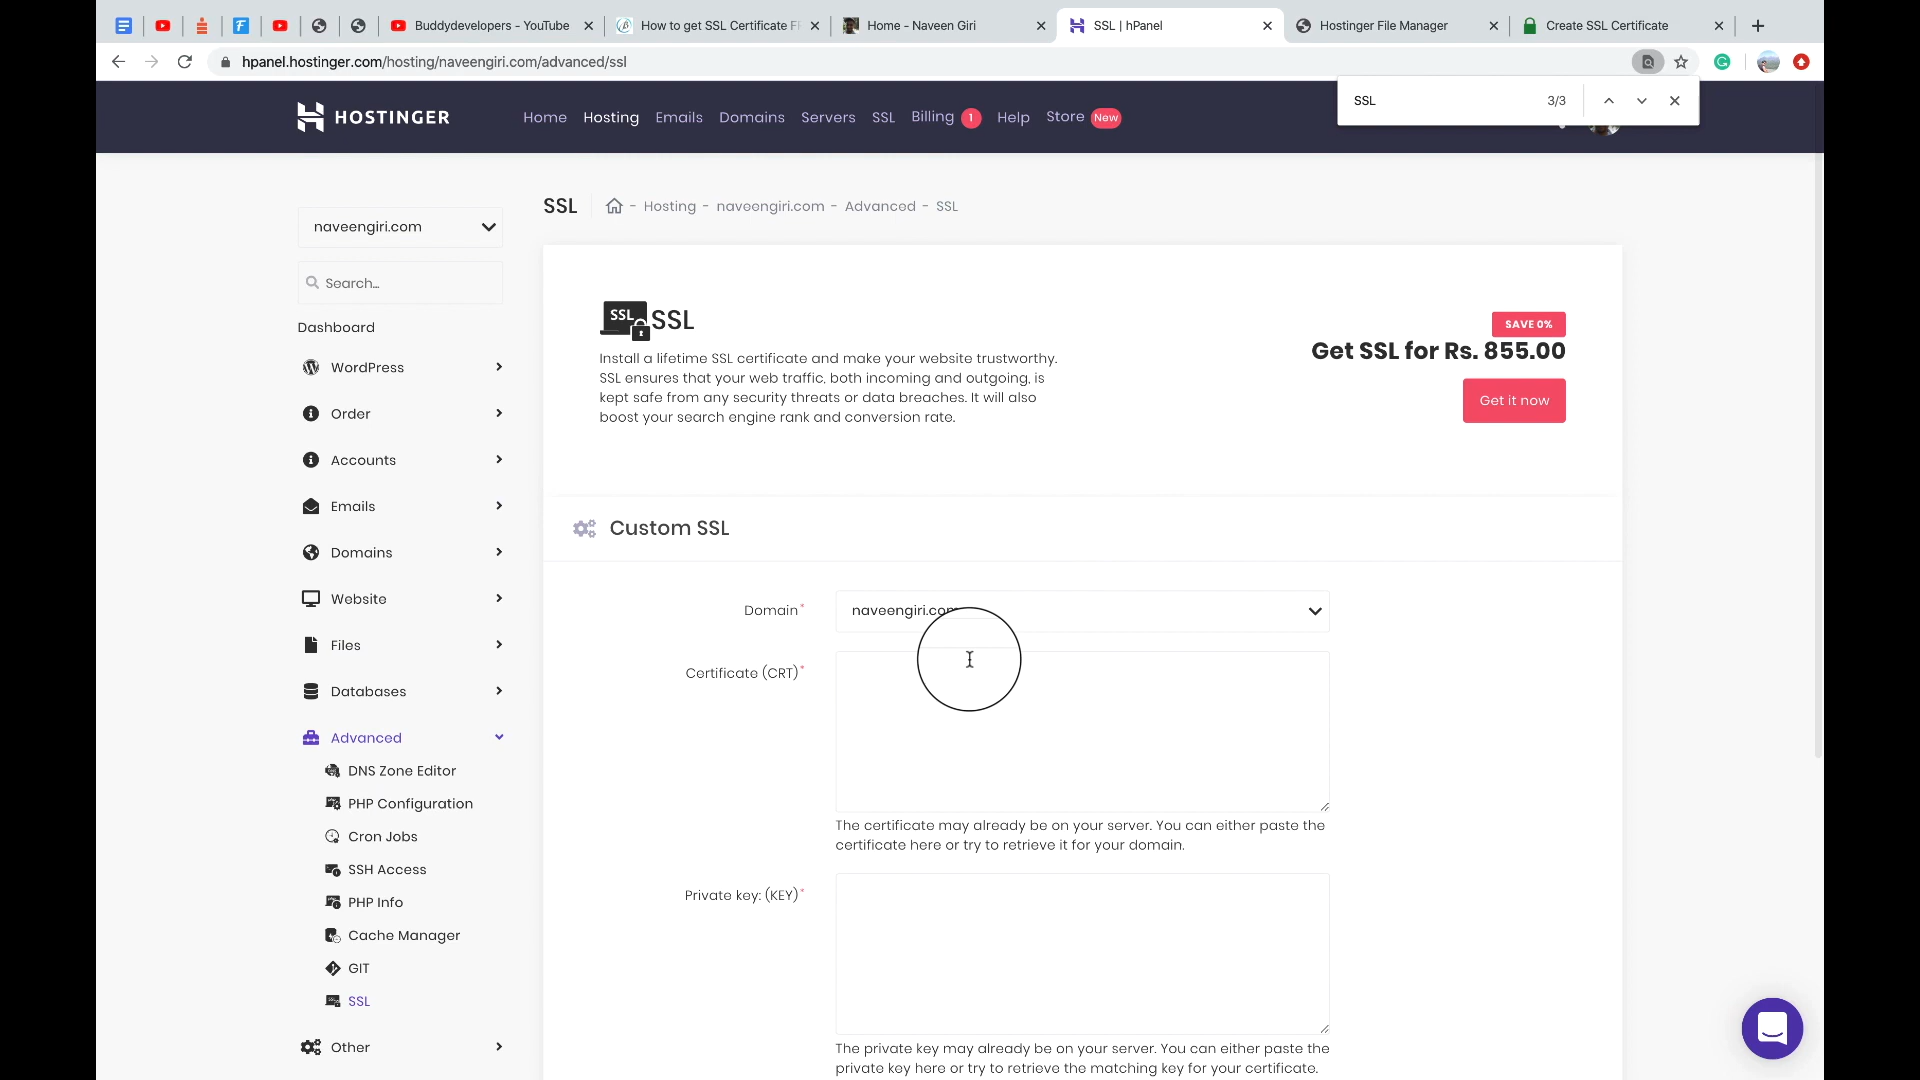 Buddydevelopers - YouTube
How to get SSL Certificate FR
Home - Naveen Giri
SSL | hPanel
Hostinger File Manager
Create SSL Certificate
hpanel.hostinger.com/hosting/naveengiri.com/advanced/ssl
SSL 3/3
HOSTINGER
Home Hosting Emails Domains Servers SSL Billing 1 Help Store New
naveengiri.com
Search...
Dashboard
WordPress
Order
Accounts
Emails
Domains
Website
Files
Databases
Advanced
DNS Zone Editor
PHP Configuration
Cron Jobs
SSH Access
PHP Info
Cache Manager
GIT
SSL
Other
SSL
- Hosting - naveengiri.com - Advanced - SSL
SSL SSL
Install a lifetime SSL certificate and make your website trustworthy.
SSL ensures that your web traffic, both incoming and outgoing, is
kept safe from any security threats or data breaches. It will also
boost your search engine rank and conversion rate.
SAVE 0%
Get SSL for Rs. 855.00
Get it now
Custom SSL
Domain*
naveengiri.com
Certificate (CRT)*
The certificate may already be on your server. You can either paste the
certificate here or try to retrieve it for your domain.
Private key: (KEY)*
The private key may already be on your server. You can either paste the
private key here or try to retrieve the matching key for your certificate.